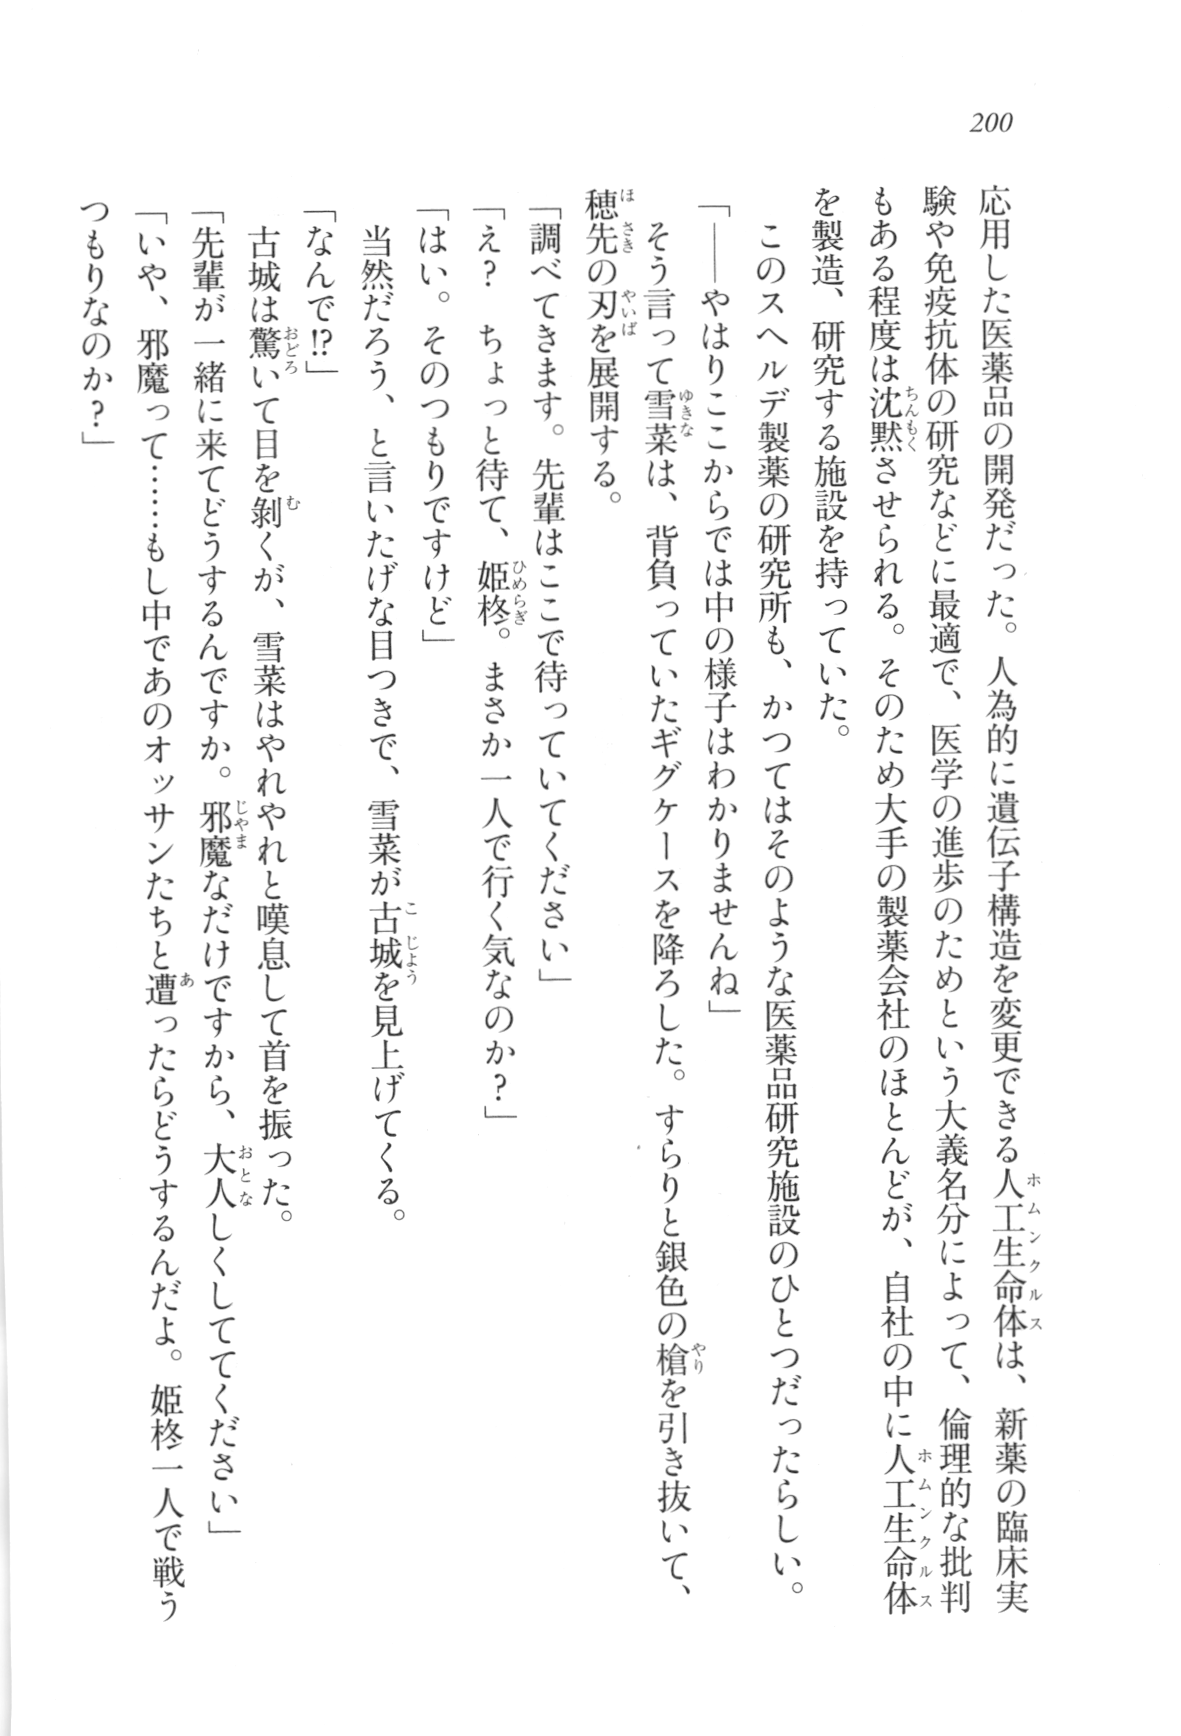 200
応用した医薬品の開発だった。人為的に遺伝子構造を変更できる人工生命体は、新薬の臨床実
験や免疫抗体の研究などに最適で、医学の進歩のためという大義名分によって、倫理的な批判
もある程度は沈黙させられる。そのため大手の製薬会社のほとんどが、自社の中に人工生命体
を製造、研究する施設を持っていた。
このスヘルデ製薬の研究所も、かつてはそのような医薬品研究施設のひとつだったらしい。
「――やはりここからでは中の様子はわかりませんね」
そう言って雪菜は、背負っていたギグケースを降ろした。すらりと銀色の槍を引き抜いて、
穂先の刃を展開する。
「調べてきます。先輩はここで待っていてください」
「え？　ちょっと待て、姫柊。まさか一人で行く気なのか？」
「はい。そのつもりですけど」
当然だろう、と言いたげな目つきで、雪菜が古城を見上げてくる。
「なんで!?」
古城は驚いて目を剝くが、雪菜はやれやれと嘆息して首を振った。
「先輩が一緒に来てどうするんですか。邪魔なだけですから、大人しくしててください」
「いや、邪魔って……もし中であのオッサンたちと遭ったらどうするんだよ。姫柊一人で戦う
つもりなのか？」